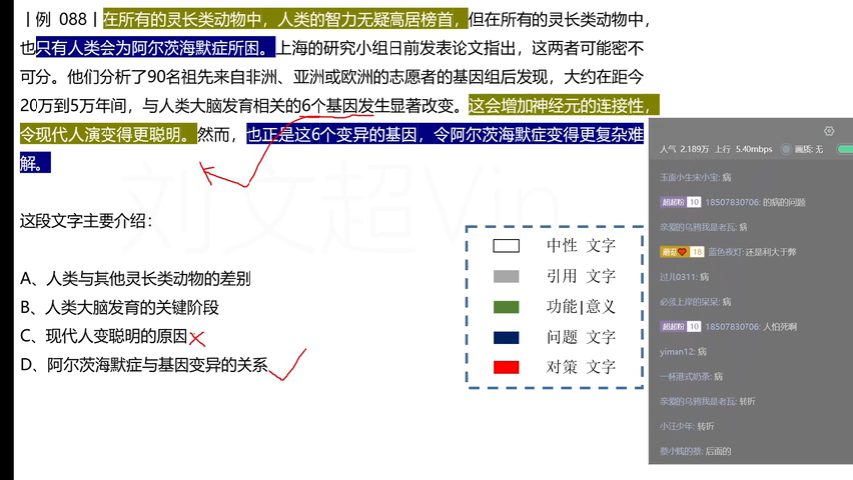 | 例 088 | 在所有的灵长类动物中，人类的智力无疑高居榜首，但在所有的灵长类动物中，
也只有人类会为阿尔茨海默症所困。上海的研究小组日前发表论文指出，这两者可能密不
可分。他们分析了90名祖先来自非洲、亚洲或欧洲的志愿者的基因组后发现，大约在距今
20万到5万年间，与人类大脑发育相关的6个基因发生显著改变。这会增加神经元的连接性，
令现代人演变得更聪明。然而，也正是这6个变异的基因，令阿尔茨海默症变得更复杂难
解。
刘文超Vin
这段文字主要介绍：
A、人类与其他灵长类动物的差别
B、人类大脑发育的关键阶段
C、现代人变聪明的原因
D、阿尔茨海默症与基因变异的关系
中性 文字
引用 文字
功能|意义
问题 文字
对策 文字
人气 2.189万 上行 5.40mbps 画质: 无
玉面小生宋小宝: 病
超超粉 10 18507830706: 的病的问题
亲爱的乌鸦我是老瓦: 病
18 蓝色夜灯: 还是利大于弊
过儿0311: 病
必须上岸的呆呆: 病
超超粉 10 18507830706: 人怕死啊
yiman12: 病
一杯港式奶茶: 病
亲爱的乌鸦我是老瓦: 转折
小汪少年: 转折
蔡小贱的蔡: 后面的